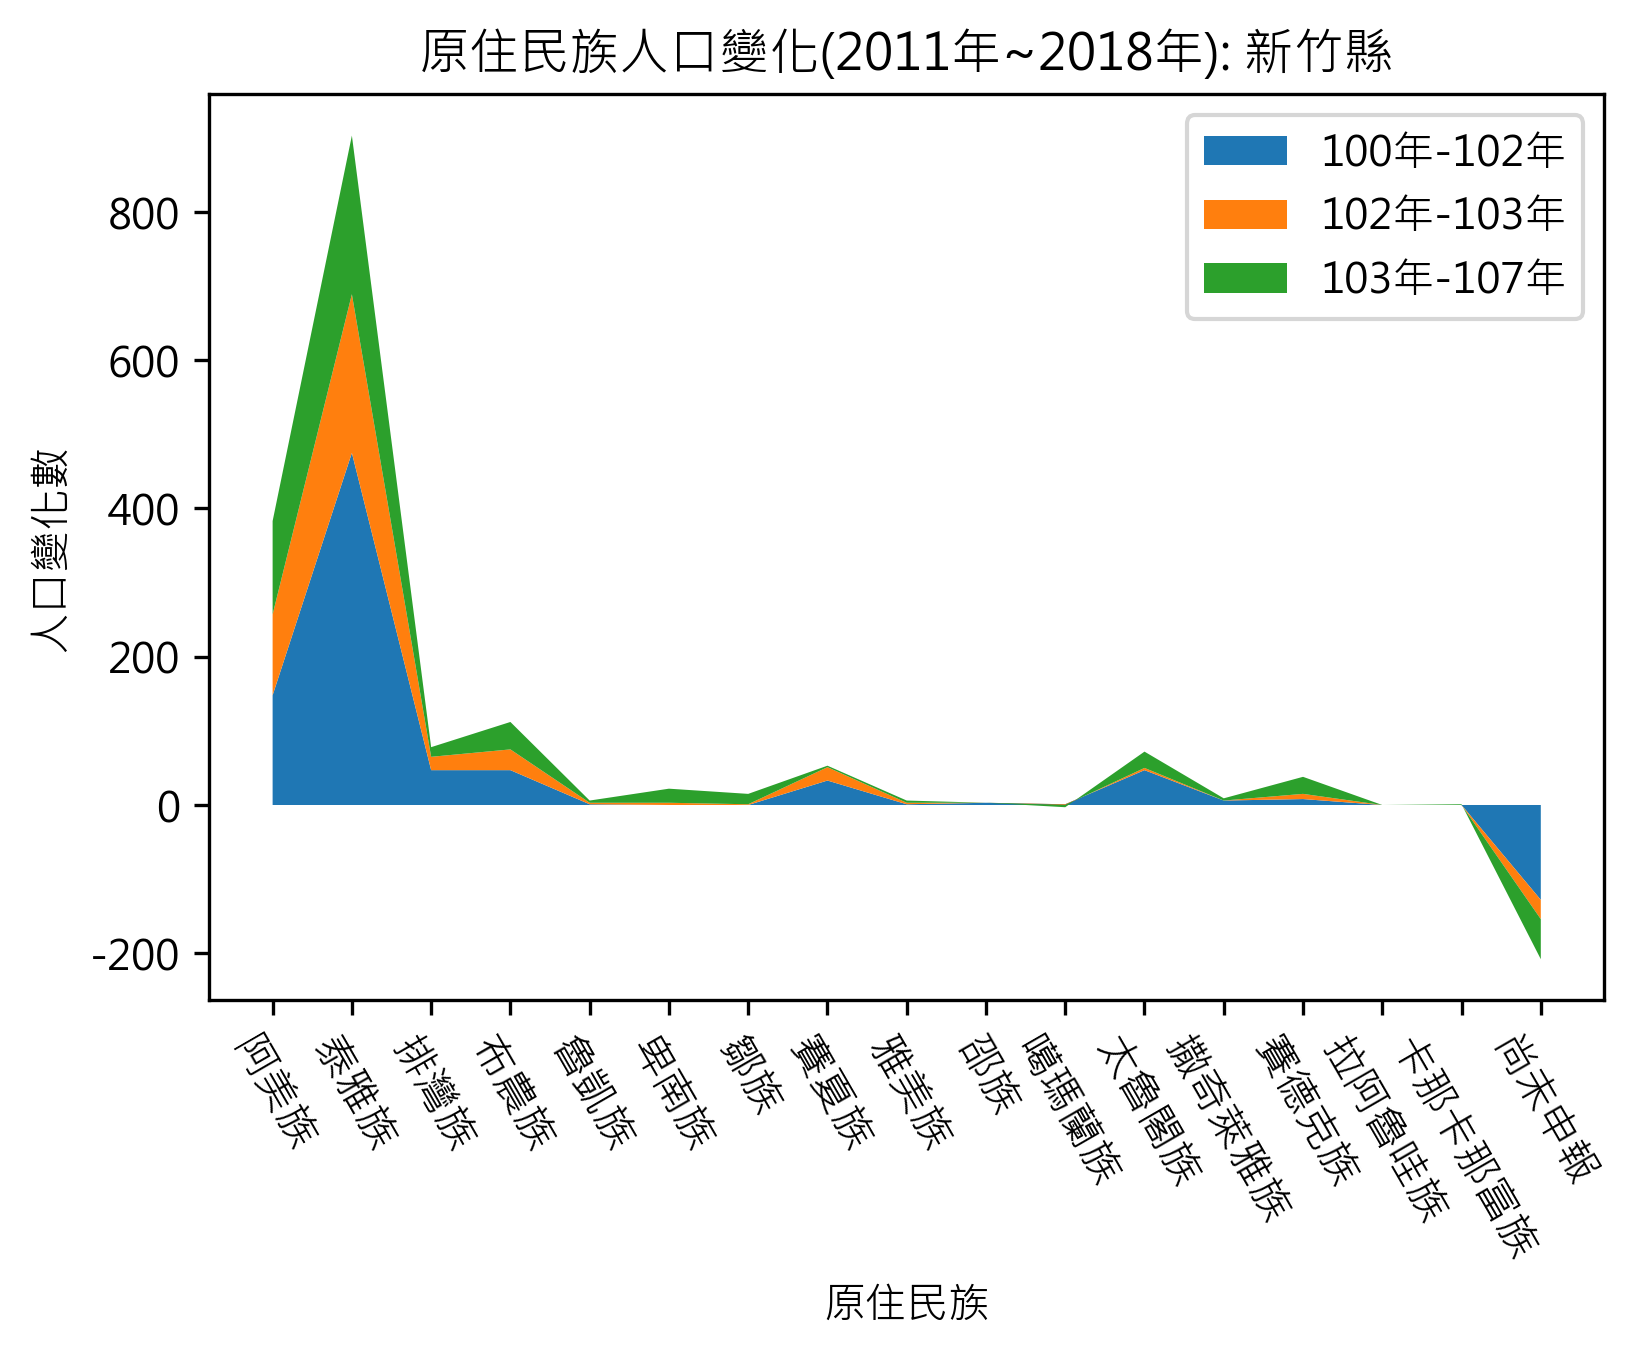 原住民族人口變化(2011年~2018年): 新竹縣
100年-102年
102年-103年
103年-107年
人口變化數
800
600
400
200
0
-200
阿美族
泰雅族
排灣族
布農族
魯凱族
卑南族
鄒族
賽夏族
雅美族
邵族
噶瑪蘭族
太魯閣族
撒奇萊雅族
賽德克族
拉阿魯哇族
卡那卡那富族
尚未申報
原住民族